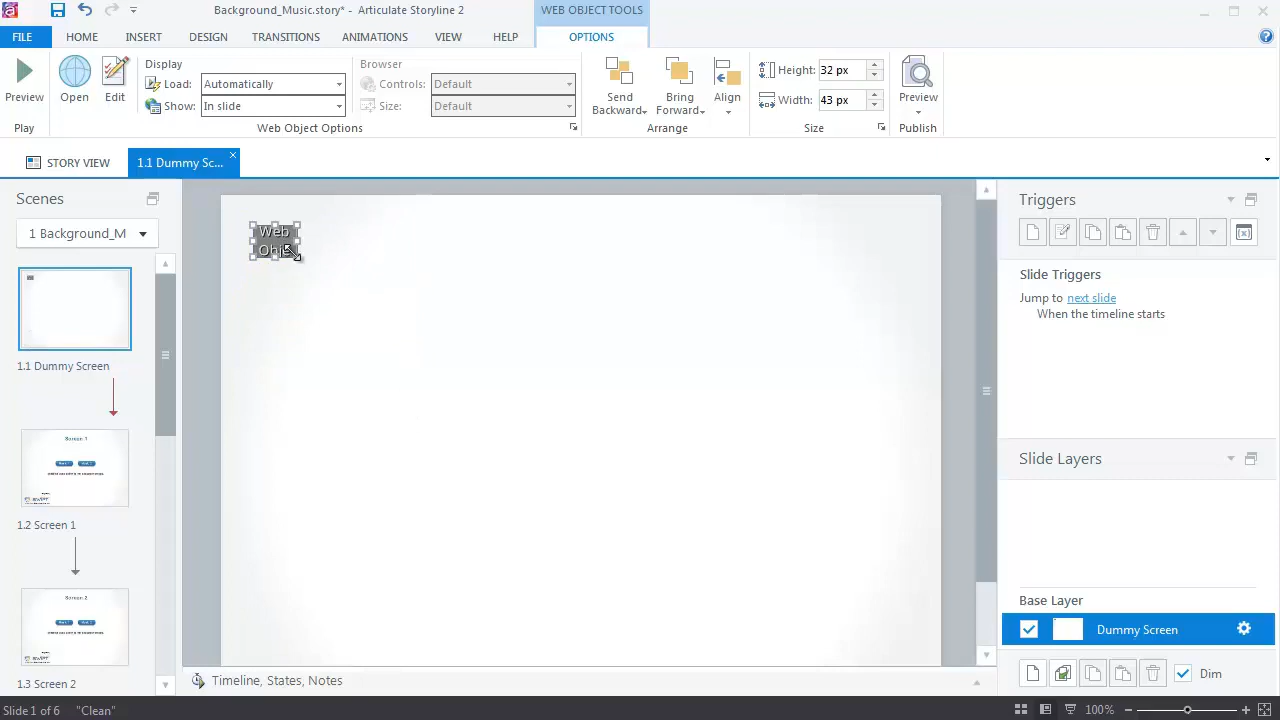 Background_Music.story* - Articulate Storyline 2
WEB OBJECT TOOLS
FILE
HOME
INSERT
DESIGN
TRANSITIONS
ANIMATIONS
VIEW
HELP
OPTIONS
Preview
Open
Edit
Display
Load:
Automatically
Show:
In slide
Browser
Controls:
Default
Size:
Default
Send
Backward
Bring
Forward
Align
Height:
32 px
Width:
43 px
Preview
Play
Web Object Options
Arrange
Size
Publish
STORY VIEW
1.1 Dummy Sc...
Scenes
1 Background_M
1.1 Dummy Screen
Screen 1
1.2 Screen 1
Screen 2
1.3 Screen 2
Web
Triggers
Slide Triggers
Jump to next slide
When the timeline starts
Slide Layers
Base Layer
Dummy Screen
Dim
Timeline, States, Notes
Slide 1 of 6
"Clean"
100%